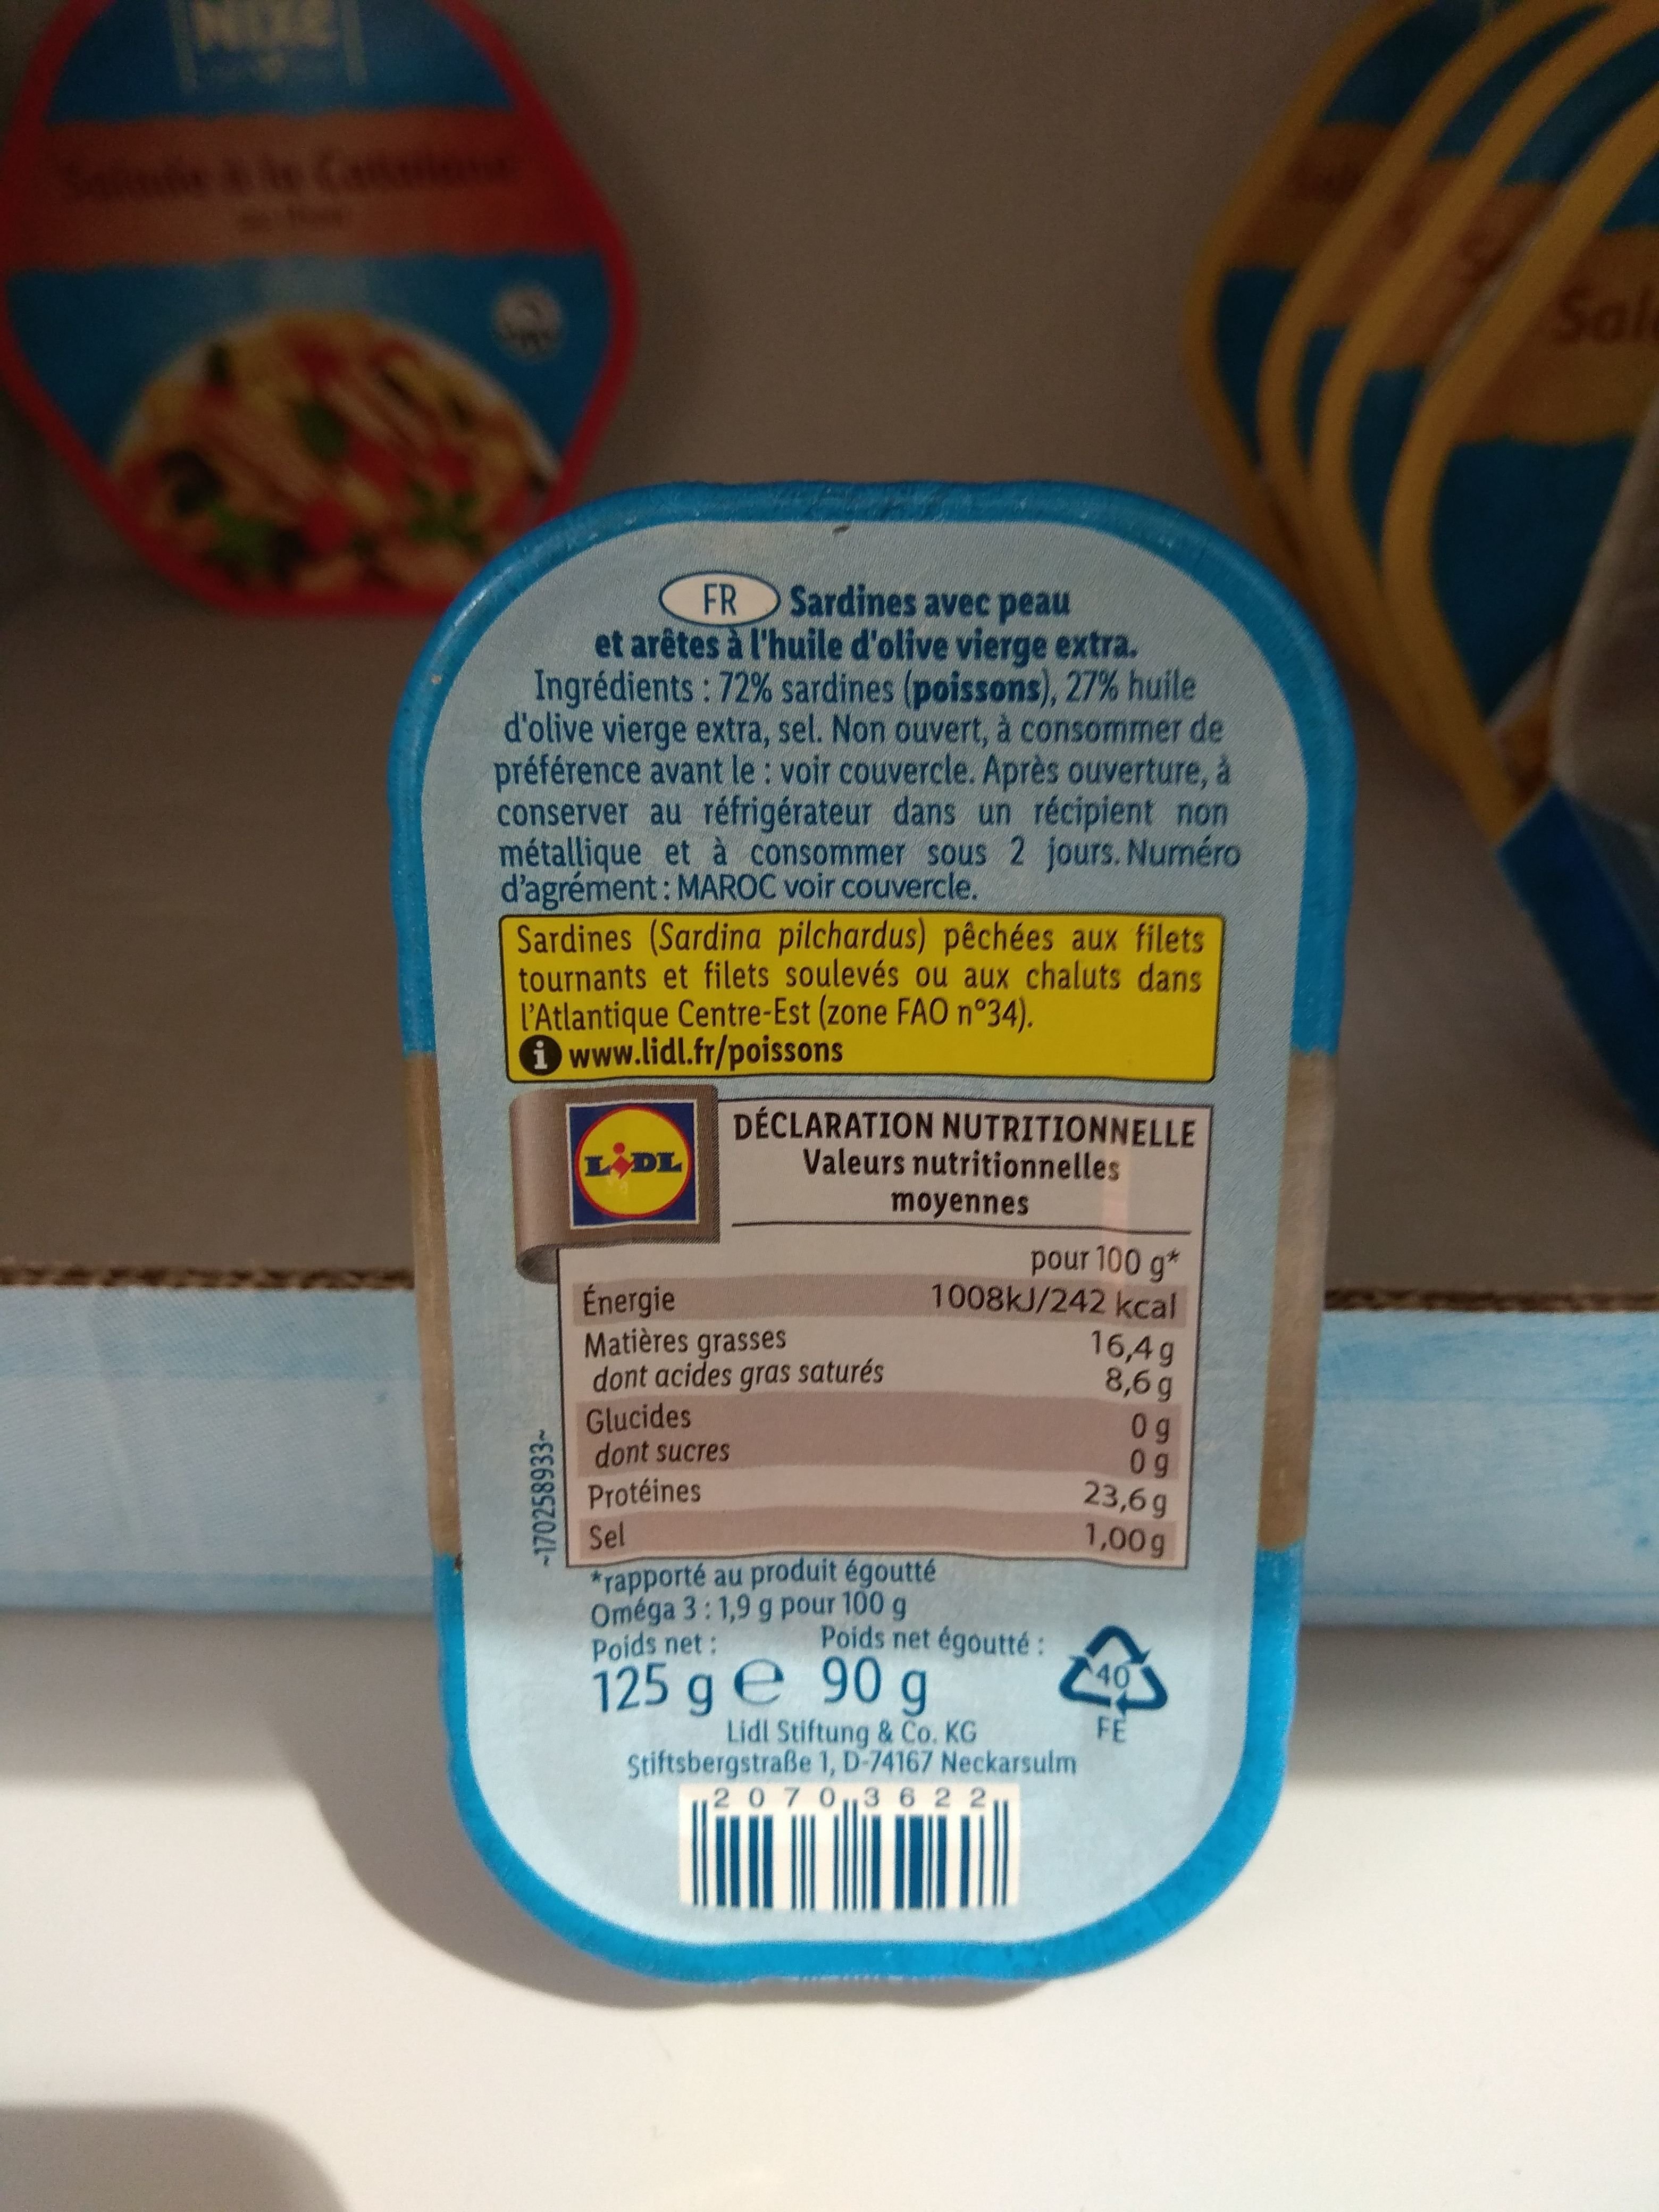 NIXE
Salade à la Catalane
Sal
FR Sardines avec peau
et arêtes à l'huile d'olive vierge extra.
Ingrédients : 72% sardines (poissons), 27% huile
d'olive vierge extra, sel. Non ouvert, à consommer de
préférence avant le : voir couvercle. Après ouverture, à
conserver au réfrigérateur dans un récipient non
métallique et à consommer sous 2 jours. Numéro
d'agrément : MAROC voir couvercle.
Sardines (Sardina pilchardus) pêchées aux filets
tournants et filets soulevés ou aux chaluts dans
l'Atlantique Centre-Est (zone FAO n°34).
i www.lidl.fr/poissons
LIDL
DÉCLARATION NUTRITIONNELLE
Valeurs nutritionnelles
moyennes
pour 100 g*
Énergie 1008kJ/242 kcal
Matières grasses 16,4 g
dont acides gras saturés 8,6 g
Glucides 0 g
dont sucres 0 g
Protéines 23,6 g
Sel 1,00 g
~170258933~
*rapporté au produit égoutté
Oméga 3 : 1,9 g pour 100 g
Poids net : Poids net égoutté :
125 g e 90 g
40
FE
Lidl Stiftung & Co. KG
Stiftsbergstraße 1, D-74167 Neckarsulm
20703622